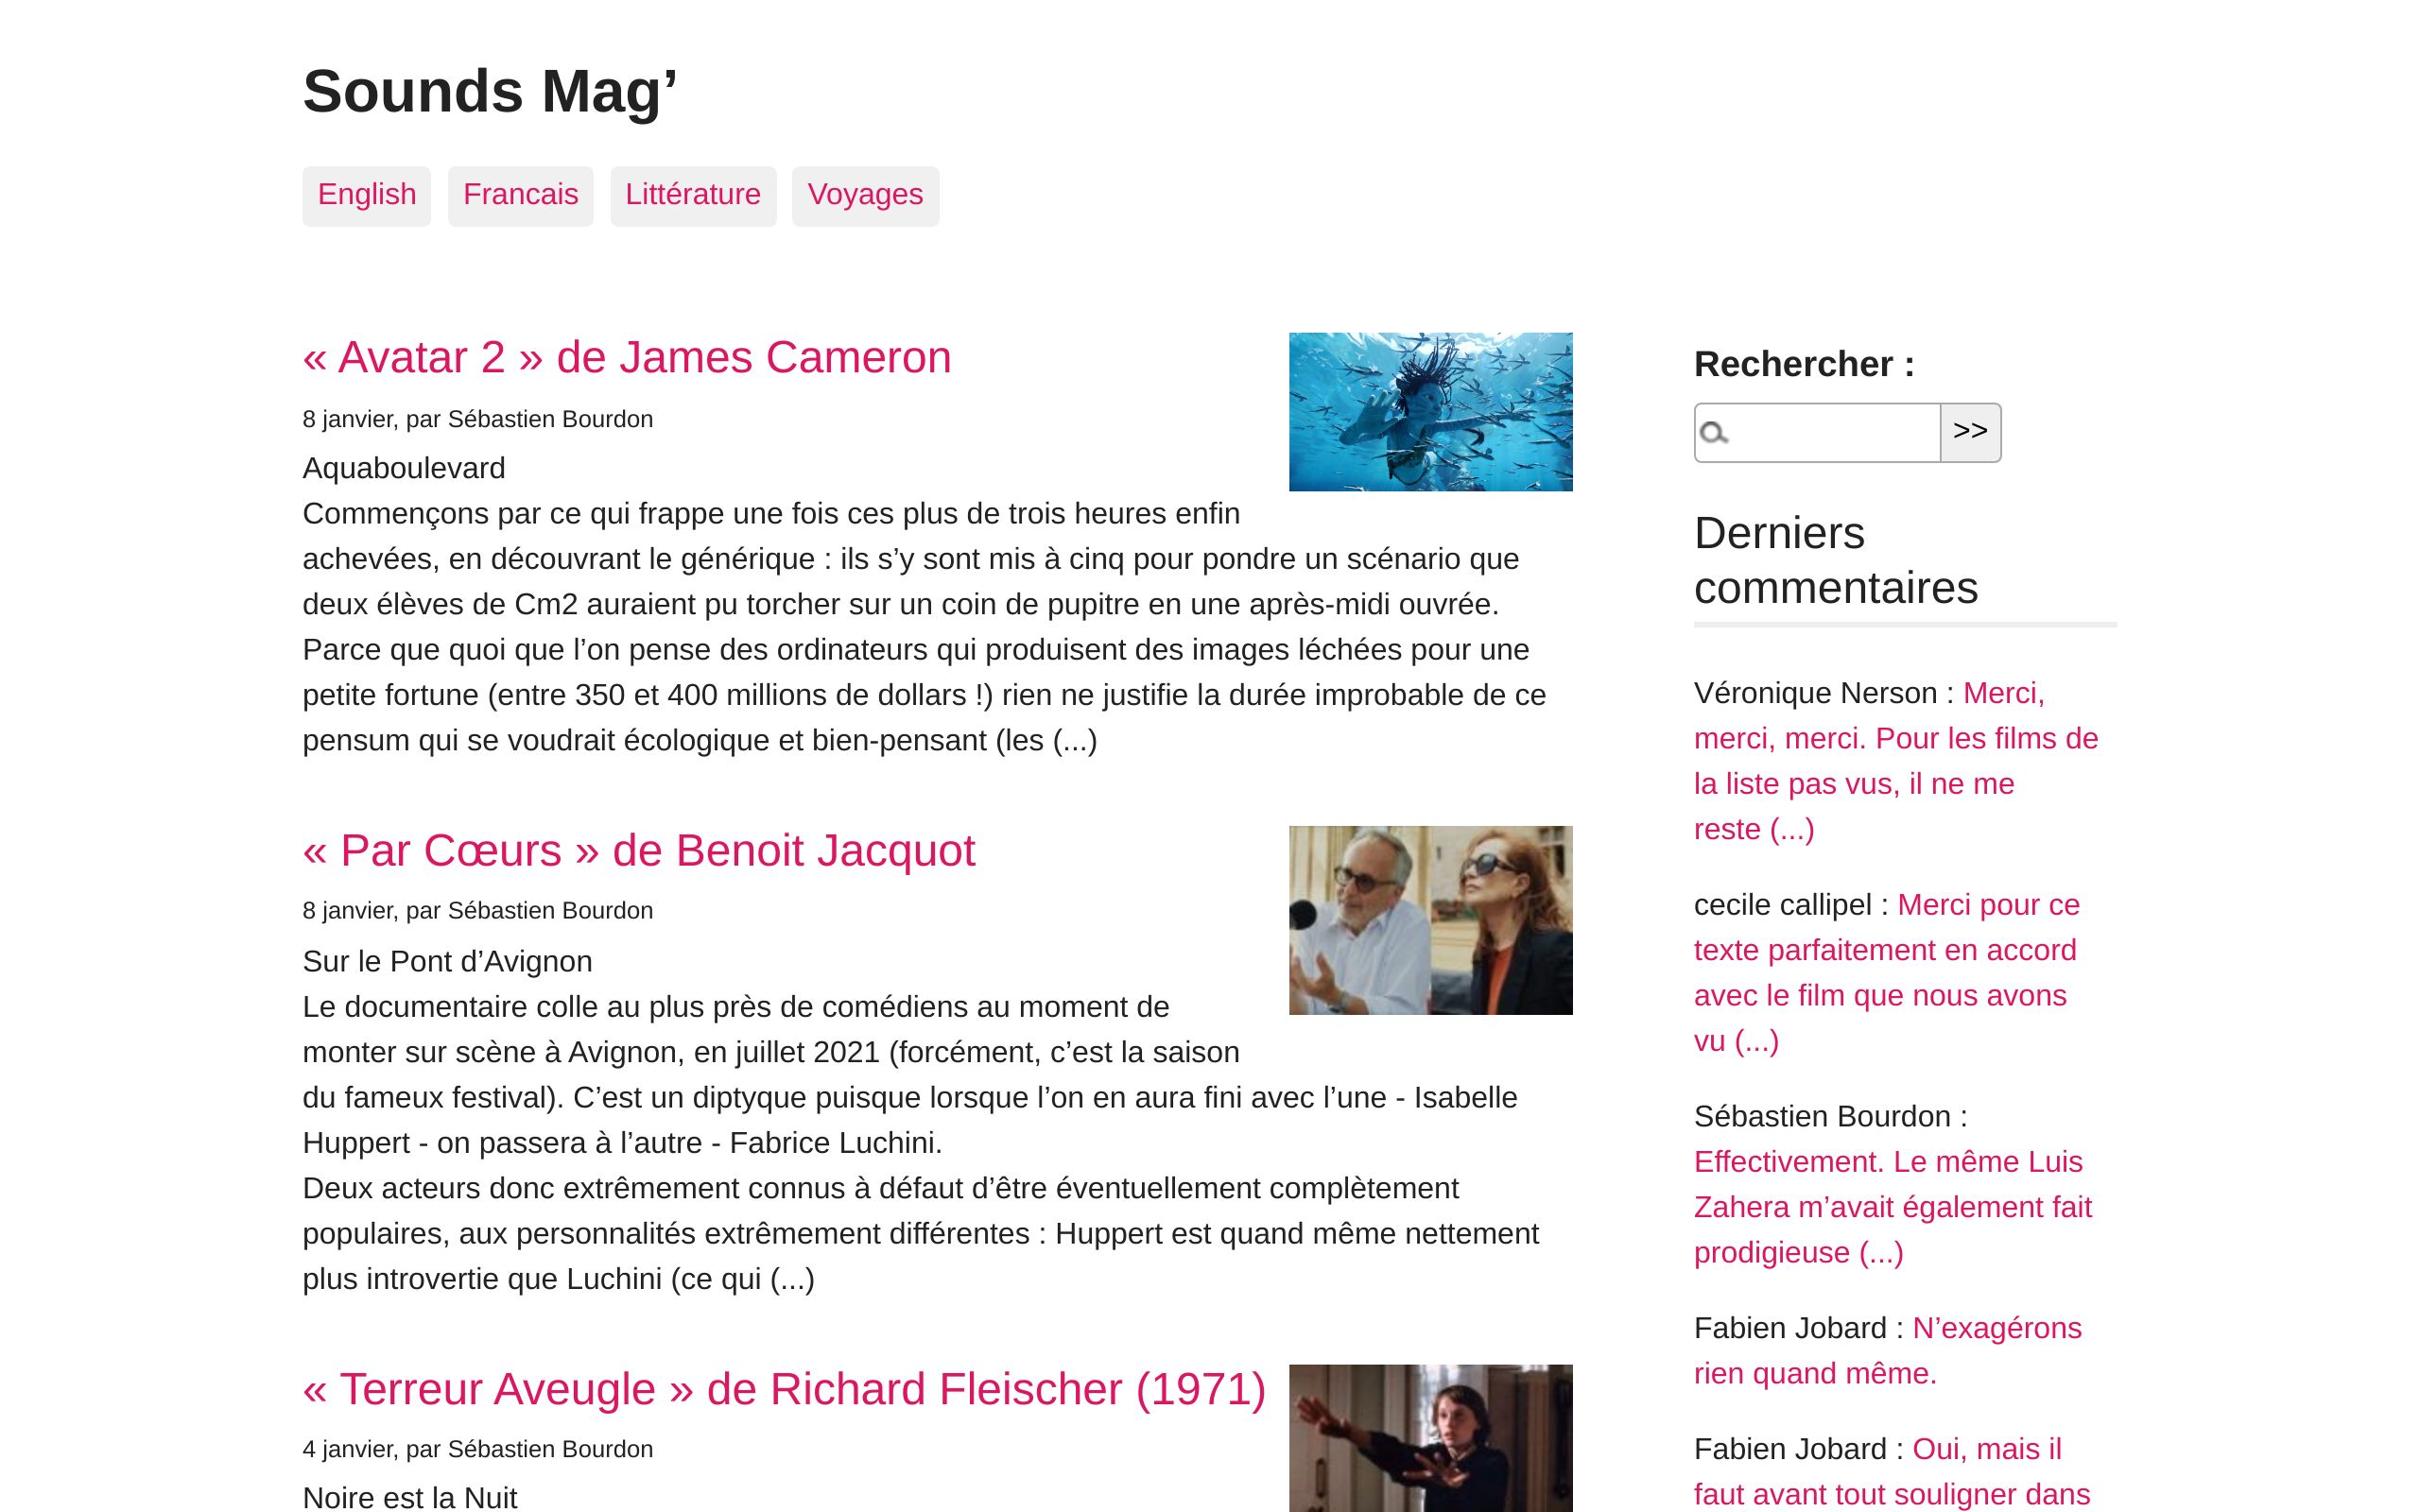 Sounds Mag’
English
Francais
Littérature
Voyages
« Avatar 2 » de James Cameron
8 janvier, par Sébastien Bourdon
Aquaboulevard
Commençons par ce qui frappe une fois ces plus de trois heures enfin
achevées, en découvrant le générique : ils s’y sont mis à cinq pour pondre un scénario que
deux élèves de Cm2 auraient pu torcher sur un coin de pupitre en une après-midi ouvrée.
Parce que quoi que l’on pense des ordinateurs qui produisent des images léchées pour une
petite fortune (entre 350 et 400 millions de dollars !) rien ne justifie la durée improbable de ce
pensum qui se voudrait écologique et bien-pensant (les (...)
« Par Cœurs » de Benoit Jacquot
8 janvier, par Sébastien Bourdon
Sur le Pont d’Avignon
Le documentaire colle au plus près de comédiens au moment de
monter sur scène à Avignon, en juillet 2021 (forcément, c’est la saison
du fameux festival). C’est un diptyque puisque lorsque l’on en aura fini avec l’une - Isabelle
Huppert - on passera à l’autre - Fabrice Luchini.
Deux acteurs donc extrêmement connus à défaut d’être éventuellement complètement
populaires, aux personnalités extrêmement différentes : Huppert est quand même nettement
plus introvertie que Luchini (ce qui (...)
« Terreur Aveugle » de Richard Fleischer (1971)
4 janvier, par Sébastien Bourdon
Noire est la Nuit
Rechercher :
>>
Derniers
commentaires
Véronique Nerson : Merci,
merci, merci. Pour les films de
la liste pas vus, il ne me
reste (...)
cecile callipel : Merci pour ce
texte parfaitement en accord
avec le film que nous avons
vu (...)
Sébastien Bourdon :
Effectivement. Le même Luis
Zahera m’avait également fait
prodigieuse (...)
Fabien Jobard : N’exagérons
rien quand même.
Fabien Jobard : Oui, mais il
faut avant tout souligner dans